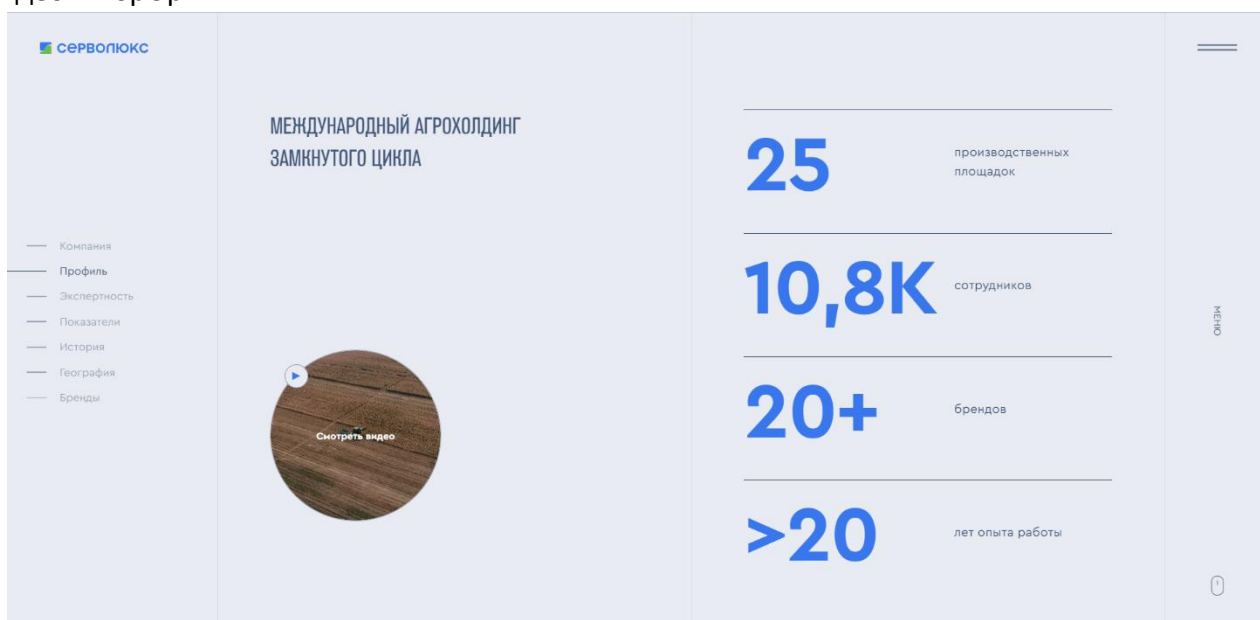 серволюкс
МЕЖДУНАРОДНЫЙ АГРОХОЛДИНГ
ЗАМКНУТОГО ЦИКЛА
Компания
Профиль
Экспертность
Показатели
История
География
Бренды
Смотреть видео
25
производственных
площадок
10,8К
сотрудников
20+
брендов
>20
лет опыта работы
МЕНЮ